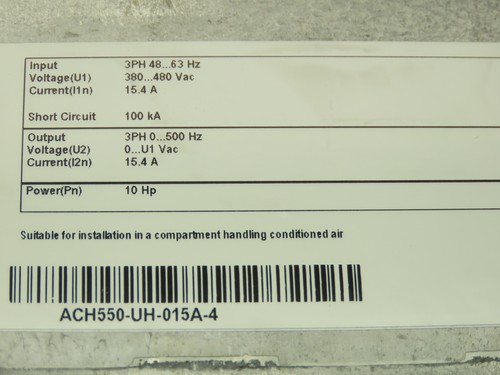 Input 3PH 48...63 Hz
Voltage(U1) 380...480 Vac
Current(I1n) 15.4 A
Short Circuit 100 kA
Output 3PH 0...500 Hz
Voltage(U2) 0...U1 Vac
Current(I2n) 15.4 A
Power(Pn) 10 Hp
Suitable for installation in a compartment handling conditioned air
ACH550-UH-015A-4